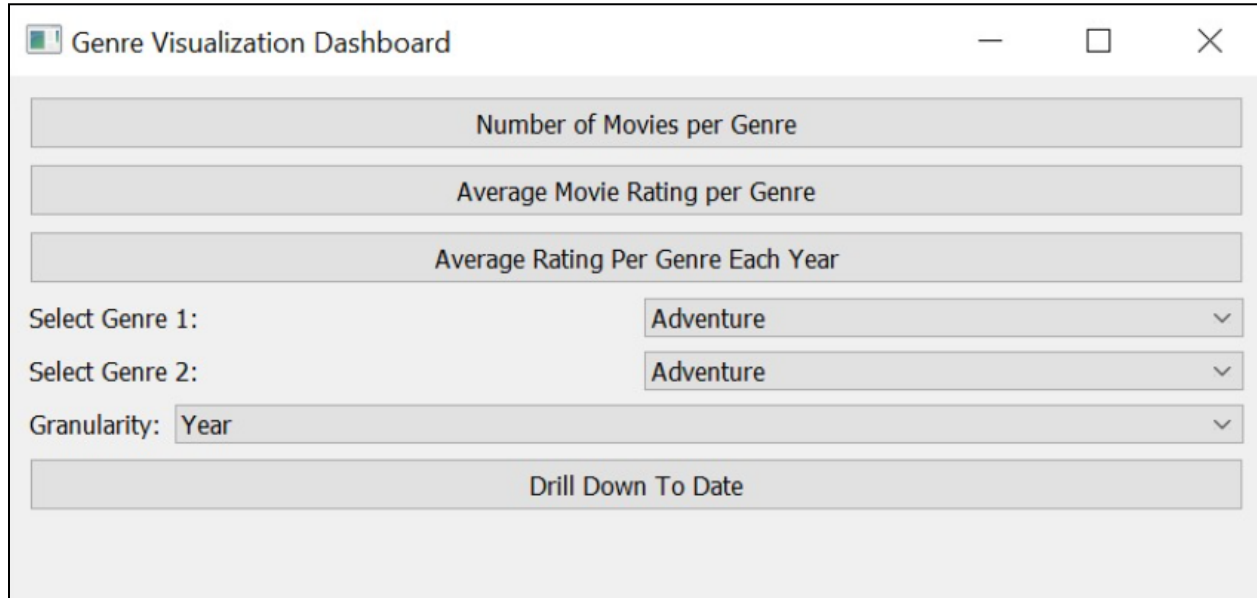 Genre Visualization Dashboard
Number of Movies per Genre
Average Movie Rating per Genre
Average Rating Per Genre Each Year
Select Genre 1: Adventure
Select Genre 2: Adventure
Granularity: Year
Drill Down To Date